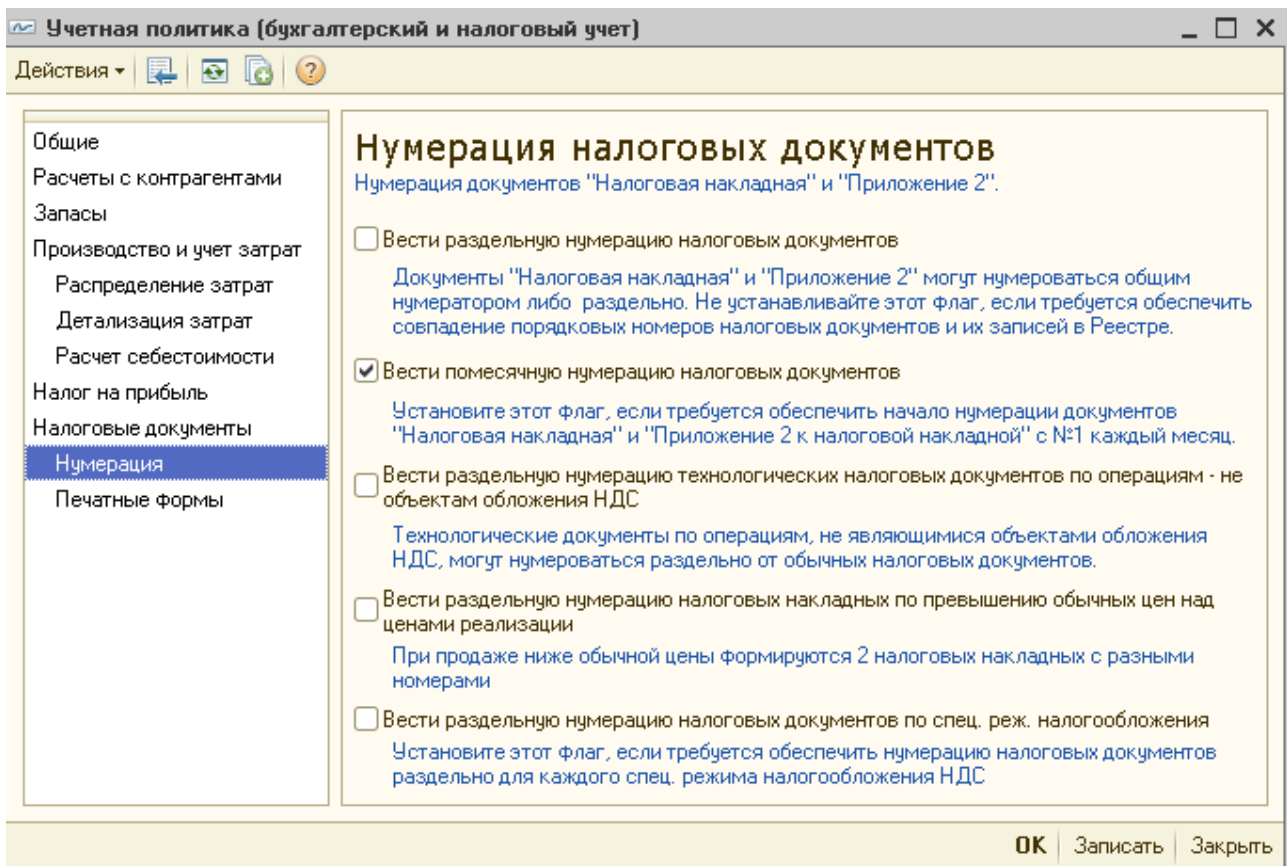 Учетная политика (бухгалтерский и налоговый учет)
Действия
Общие
Расчеты с контрагентами
Запасы
Производство и учет затрат
Распределение затрат
Детализация затрат
Расчет себестоимости
Налог на прибыль
Налоговые документы
Нумерация
Печатные формы
Нумерация налоговых документов
Нумерация документов "Налоговая накладная" и "Приложение 2".
Вести раздельную нумерацию налоговых документов
Документы "Налоговая накладная" и "Приложение 2" могут нумероваться общим
нумератором либо раздельно. Не устанавливайте этот флаг, если требуется обеспечить
совпадение порядковых номеров налоговых документов и их записей в Реестре.
Вести помесячную нумерацию налоговых документов
Установите этот флаг, если требуется обеспечить начало нумерации документов
"Налоговая накладная" и "Приложение 2 к налоговой накладной" с №1 каждый месяц.
Вести раздельную нумерацию технологических налоговых документов по операциям - не
объектам обложения НДС
Технологические документы по операциям, не являющимися объектами обложения
НДС, могут нумероваться раздельно от обычных налоговых документов.
Вести раздельную нумерацию налоговых накладных по превышению обычных цен над
ценами реализации
При продаже ниже обычной цены формируются 2 налоговых накладных с разными
номерами
Вести раздельную нумерацию налоговых документов по спец. реж. налогообложения
Установите этот флаг, если требуется обеспечить нумерацию налоговых документов
раздельно для каждого спец. режима налогообложения НДС
OK Записать Закрыть